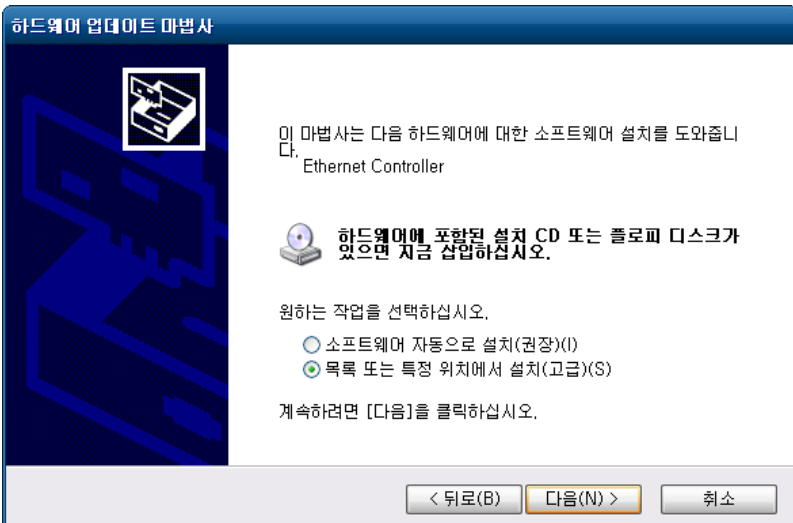 하드웨어 업데이트 마법사
이 마법사는 다음 하드웨어에 대한 소프트웨어 설치를 도와줍니
다.
Ethernet Controller
하드웨어에 포함된 설치 CD 또는 플로피 디스크가
있으면 지금 삽입하십시오.
원하는 작업을 선택하십시오.
소프트웨어 자동으로 설치(권장)(I)
목록 또는 특정 위치에서 설치(고급)(S)
계속하려면 [다음]을 클릭하십시오.
< 뒤로(B) 다음(N) > 취소